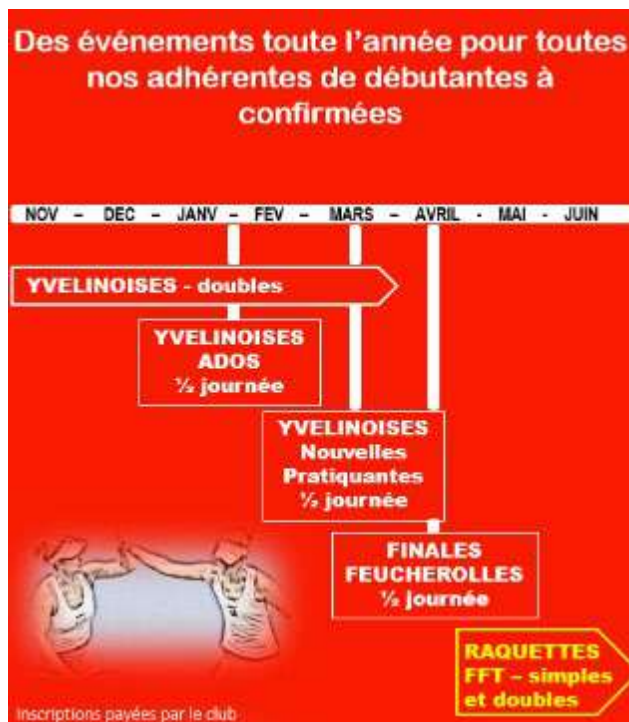 Des événements toute l'année pour toutes
nos adhérentes de débutantes à
confirmées
NOV – DEC – JANV – FEV – MARS – AVRIL - MAI - JUIN
YVELINOISES - doubles
YVELINOISES
ADOS
½ journée
YVELINOISES
Nouvelles
Pratiquantes
½ journée
FINALES
FEUCHEROLLES
½ journée
RAQUETTES
FFT – simples
et doubles
Inscriptions payées par le club